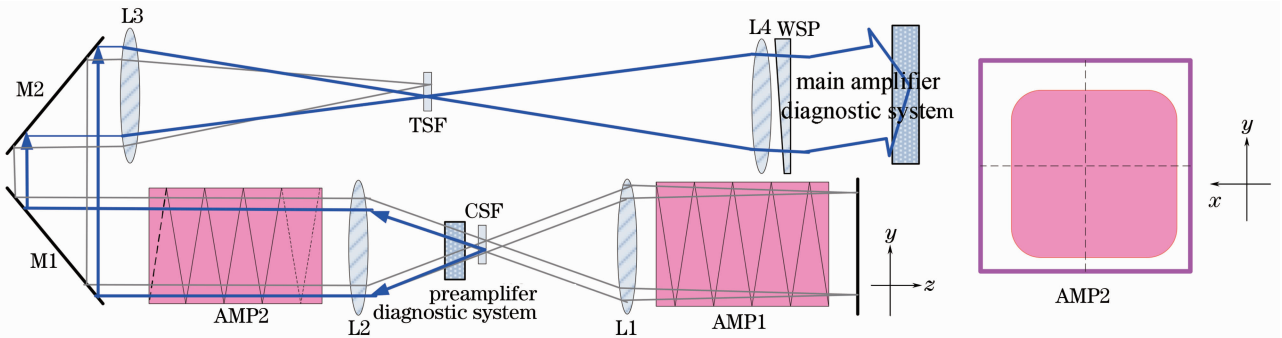 L3
L4 WSP
M2
main amplifier
diagnostic system
TSF
y
x
CSF
M1
y
z
preamplifer
diagnostic system
AMP2
L2
L1
AMP1
AMP2